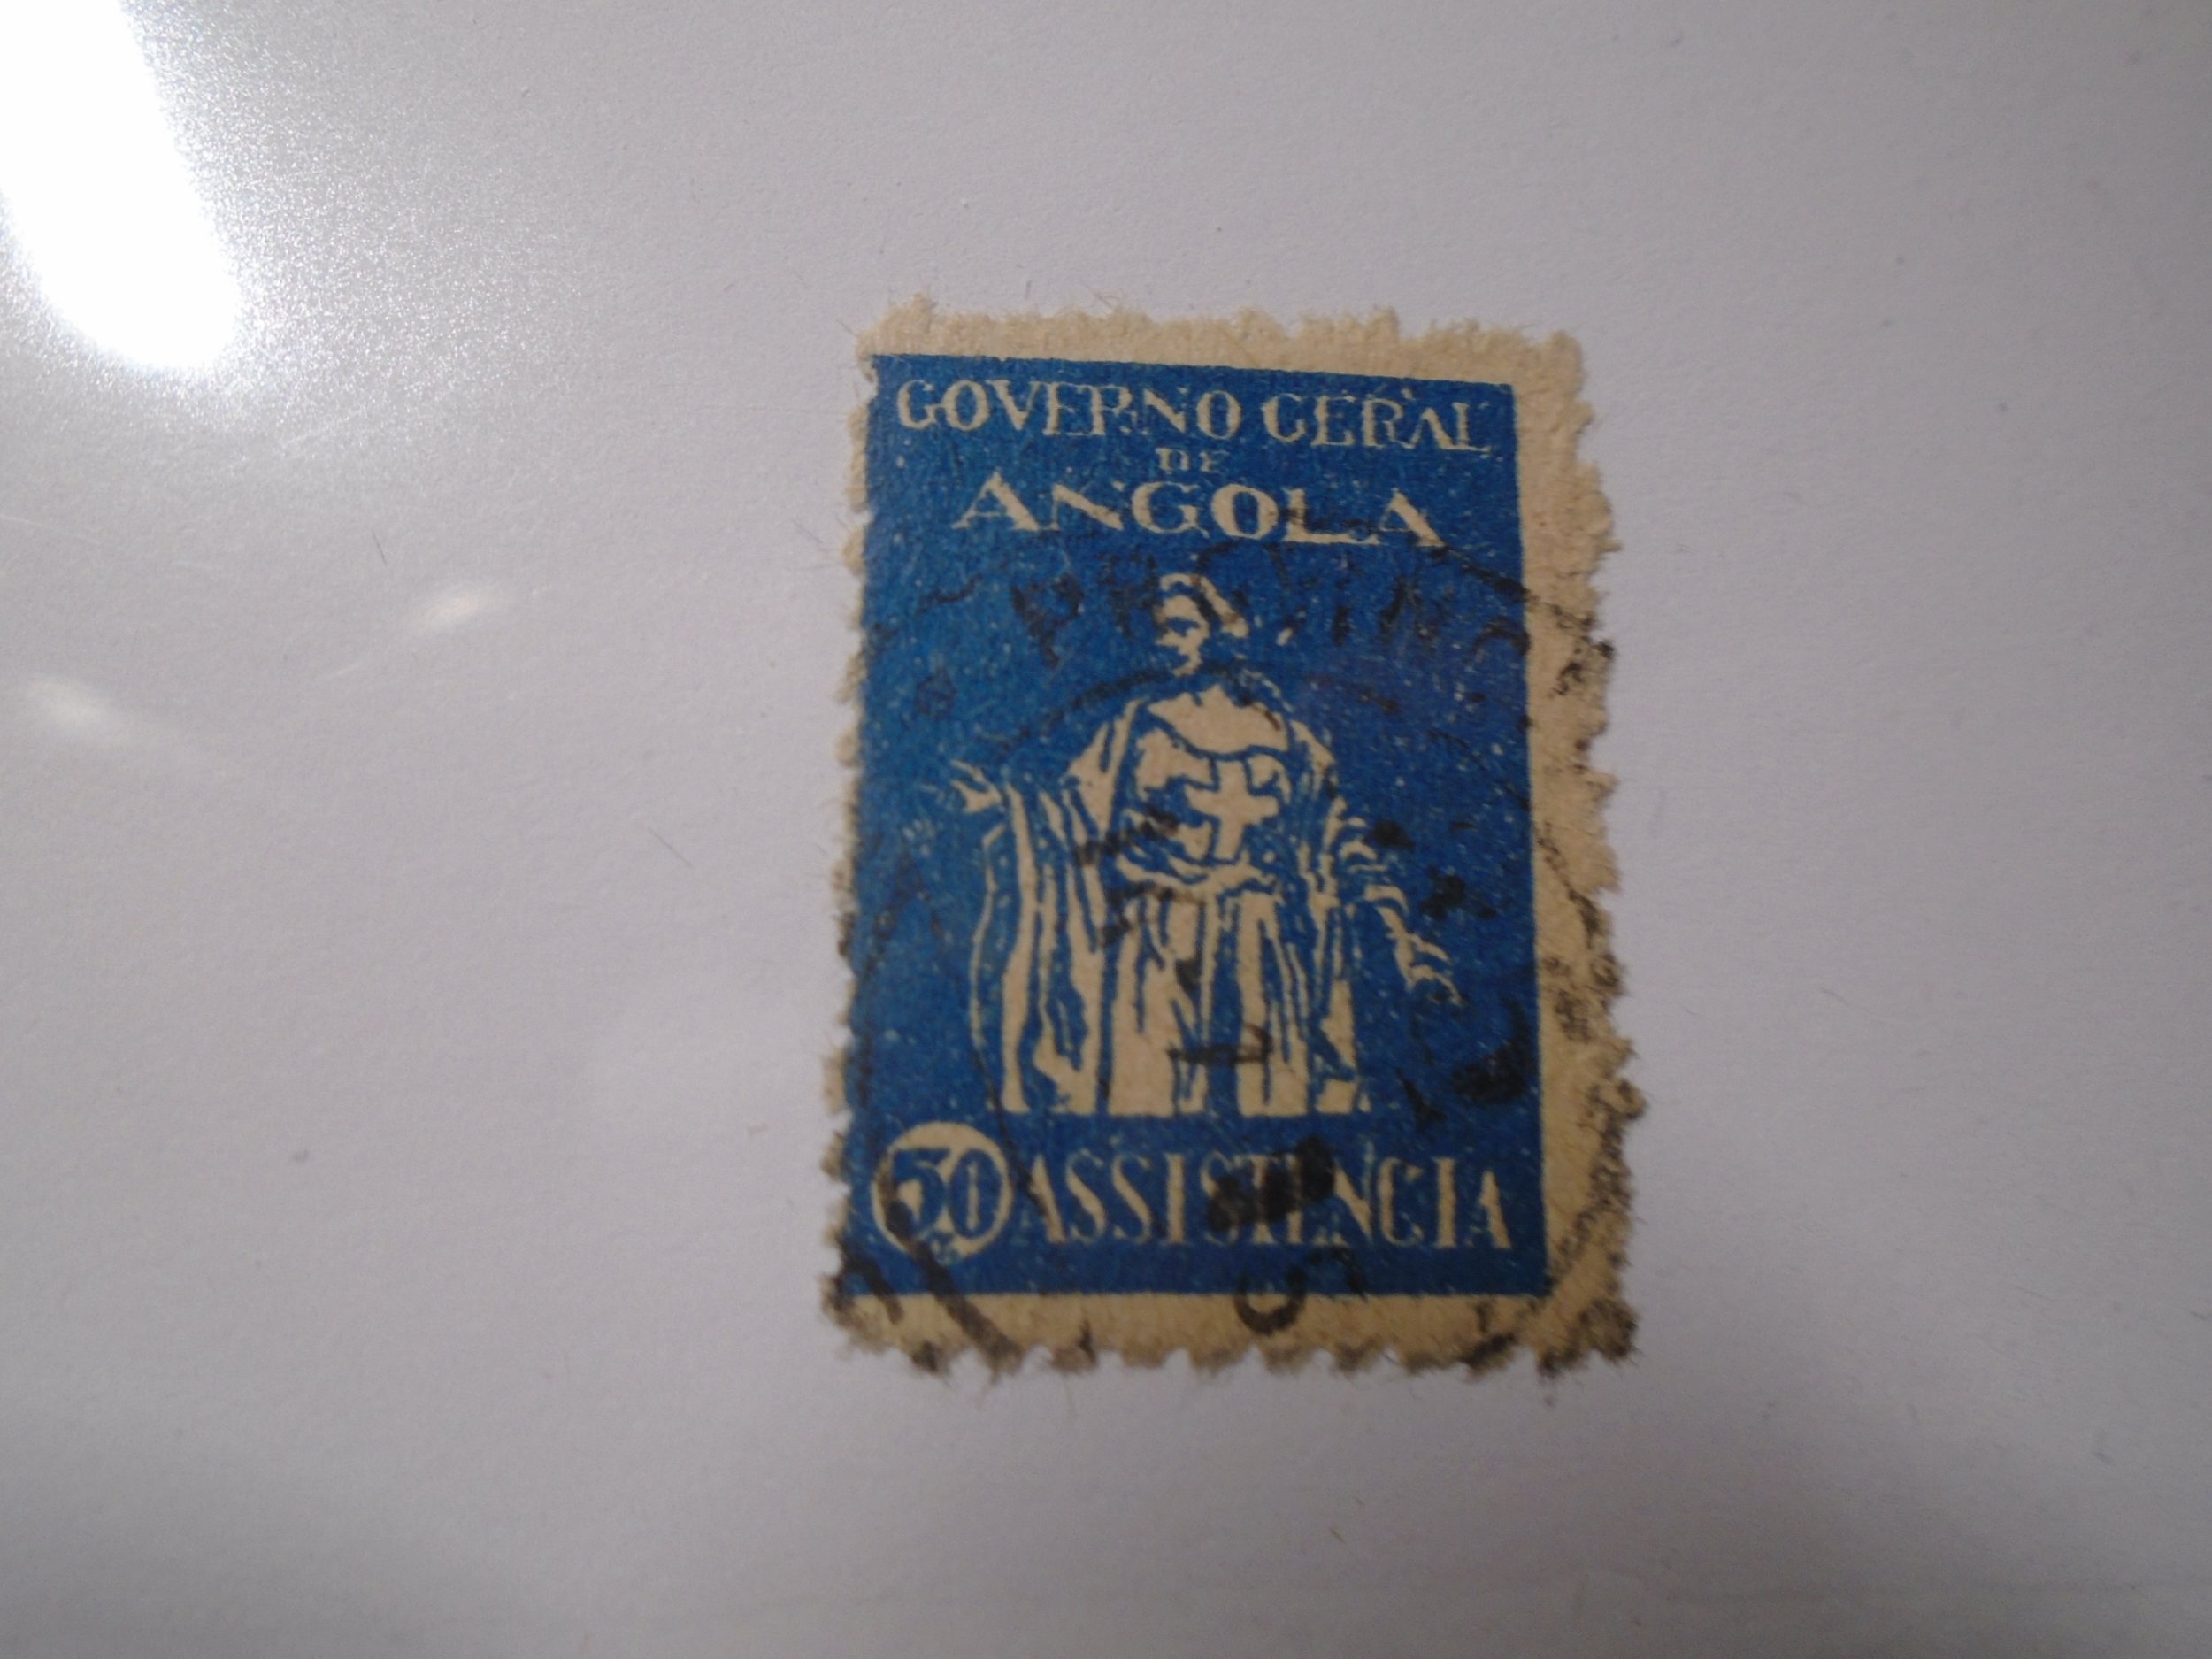 GOVERNO GERAL
DE
ANGOLA
50 ASSISTENCIA